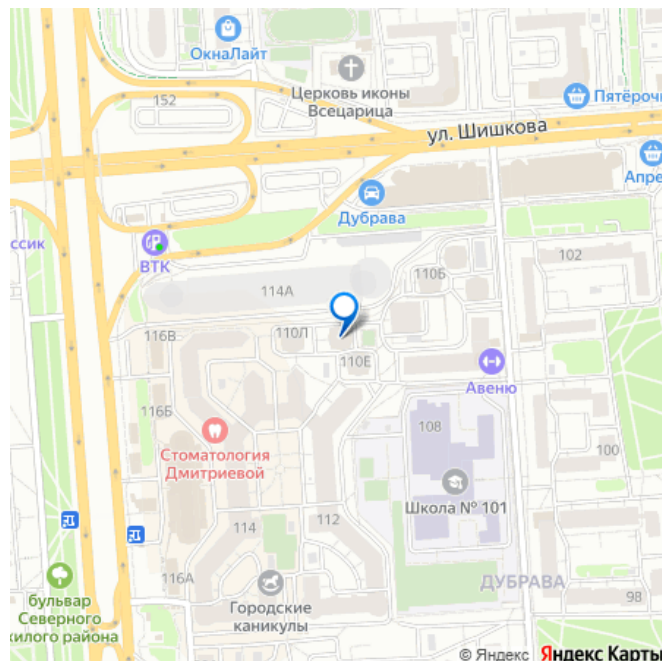 ОкнаЛайт
Церковь иконы
Всецарица
152
Пятёрочк
ул. Шишкова
Апре
Дубрава
ссик
ВТК
102
110Б
114А
116В
110Л
110Е
Авеню
116Б
Стоматология
Дмитриевой
108
100
Школа № 101
112
114
116А
ДУБРАВА
Городские
каникулы
98
бульвар
Северного
жилого района
© Яндекс Яндекс Карты